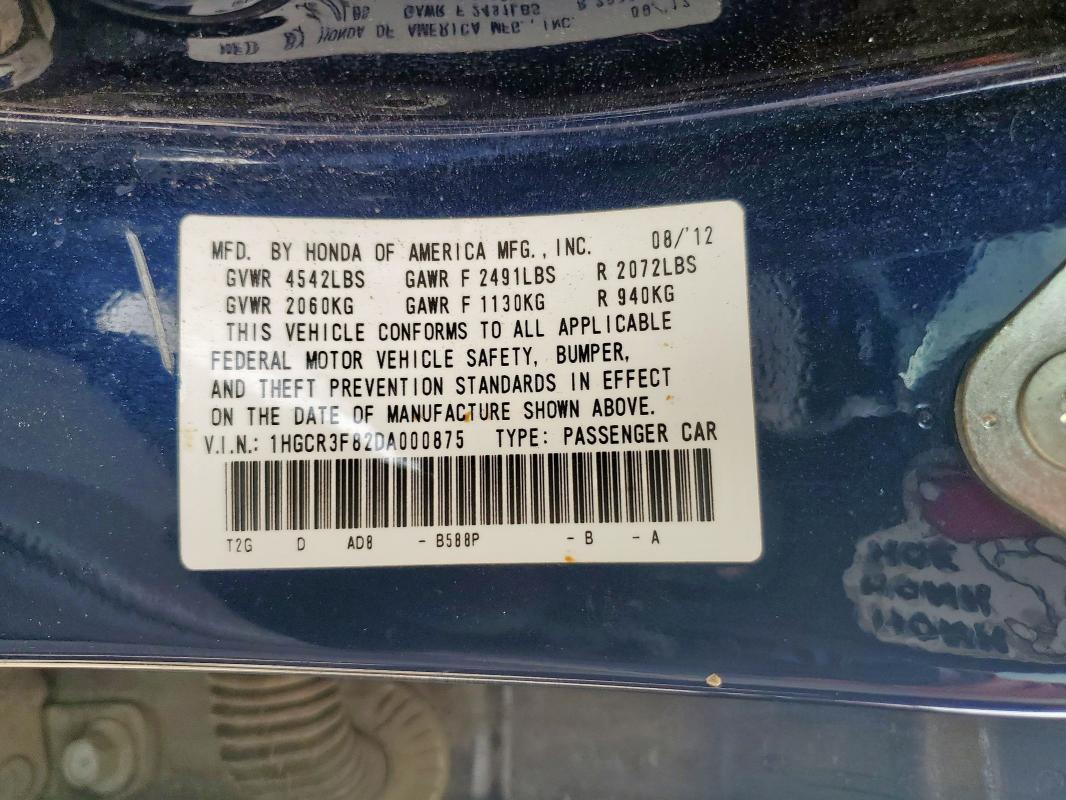 MFD. BY HONDA OF AMERICA MFG., INC. 08/'12
GVWR 4542LBS GAWR F 2491LBS R 2072LBS
GVWR 2060KG GAWR F 1130KG R 940KG
THIS VEHICLE CONFORMS TO ALL APPLICABLE
FEDERAL MOTOR VEHICLE SAFETY, BUMPER,
AND THEFT PREVENTION STANDARDS IN EFFECT
ON THE DATE OF MANUFACTURE SHOWN ABOVE.
V.I.N.: 1HGCR3F82DA000875 TYPE: PASSENGER CAR
T2G D AD8 - B588P - B - A